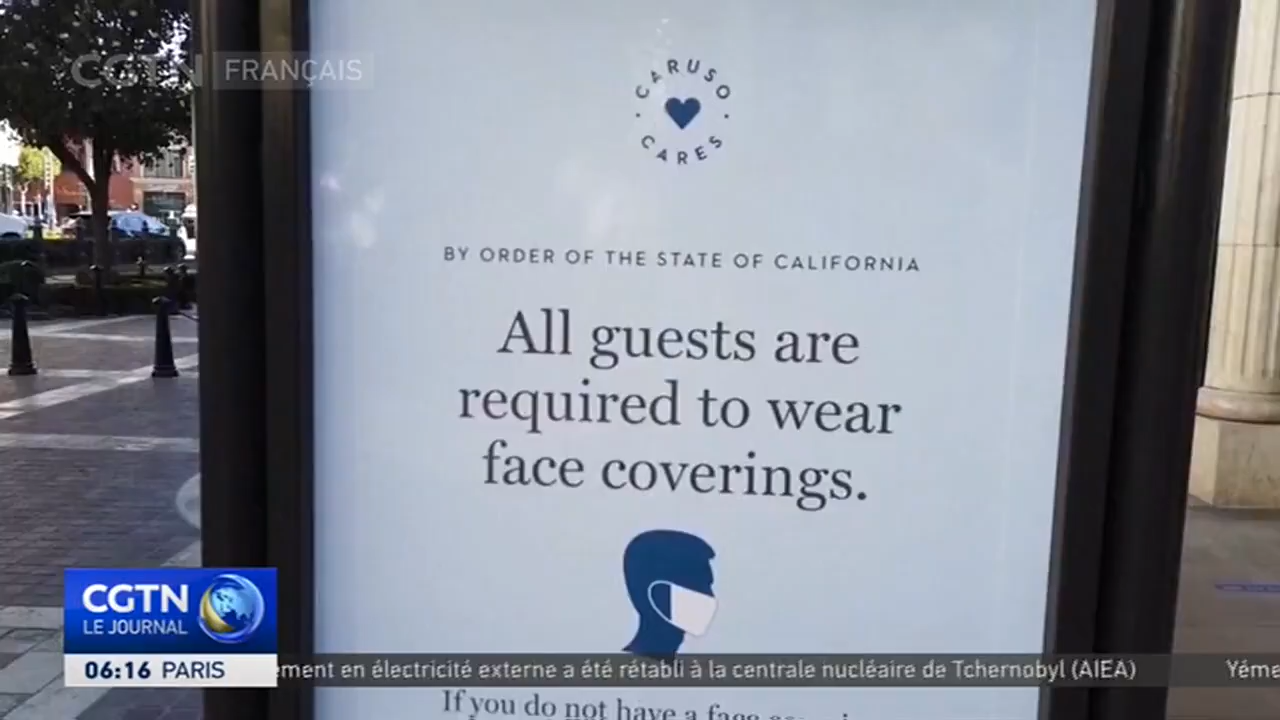 CGTN FRANÇAIS
CARUSO
CARES
BY ORDER OF THE STATE OF CALIFORNIA
All guests are
required to wear
face coverings.
CGTN
LE JOURNAL
06:16 PARIS
ement en électricité externe a été rétabli à la centrale nucléaire de Tchernobyl (AIEA) Yéme
If you do not have a face